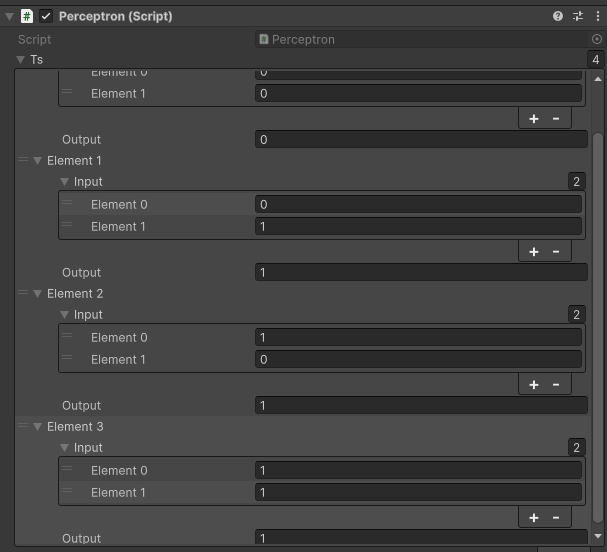 Perceptron (Script)
Script Perceptron
Ts 4
Element 0 0
Element 1 0
+ -
Output 0
Element 1
Input 2
Element 0 0
Element 1 1
+ -
Output 1
Element 2
Input 2
Element 0 1
Element 1 0
+ -
Output 1
Element 3
Input 2
Element 0 1
Element 1 1
+ -
Output 1